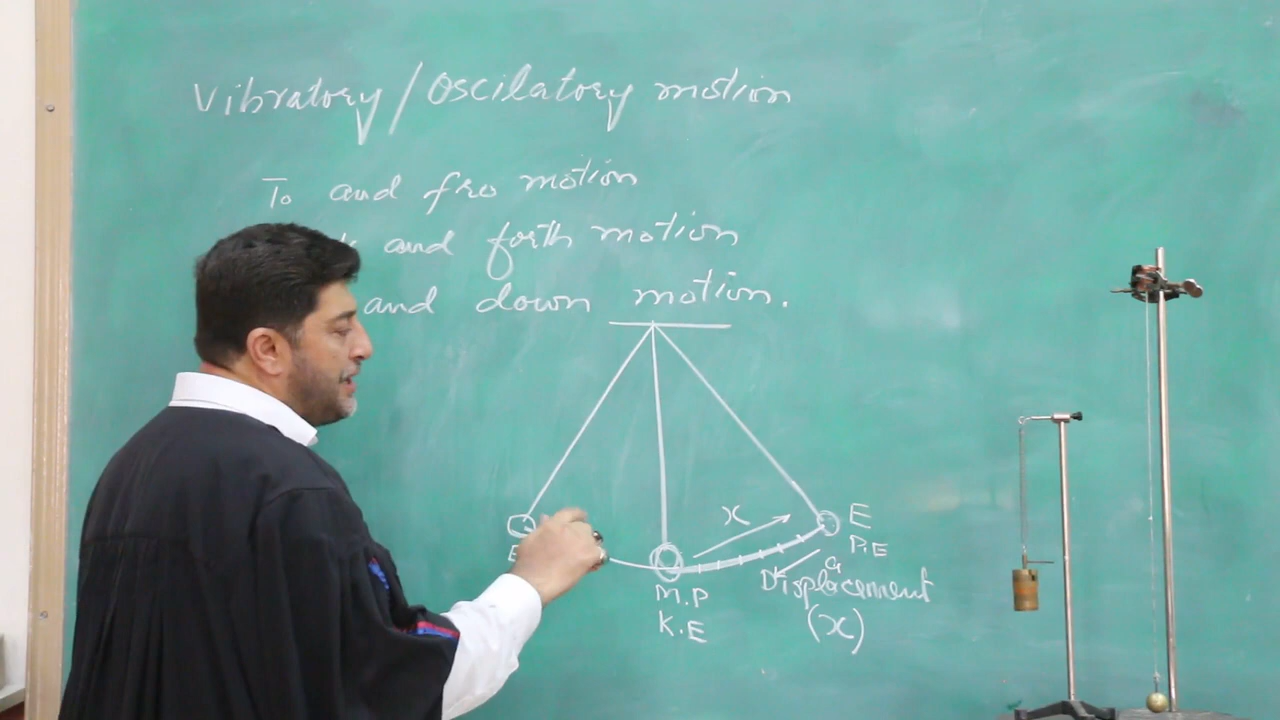 Vibratory/Oscilatory motion
To and fro motion
and forth motion
and down motion.
x
E
E
P.E
a
M.P
Displacement
K.E
(x)